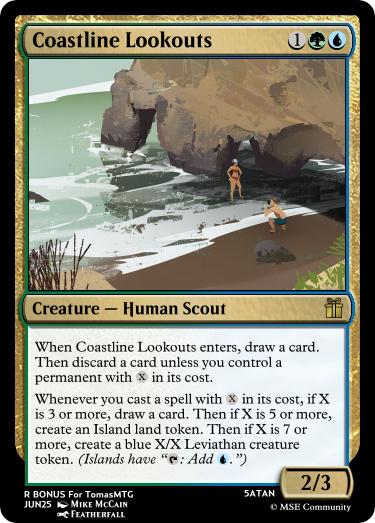 Coastline Lookouts 1
Creature — Human Scout
When Coastline Lookouts enters, draw a card.
Then discard a card unless you control a
permanent with X in its cost.
Whenever you cast a spell with X in its cost, if X
is 3 or more, draw a card. Then if X is 5 or more,
create an Island land token. Then if X is 7 or
more, create a blue X/X Leviathan creature
token. (Islands have “: Add .”)
2/3
R BONUS For TomasMTG 5ATAN
JUN25 Mike McCain © MSE Community
Featherfall